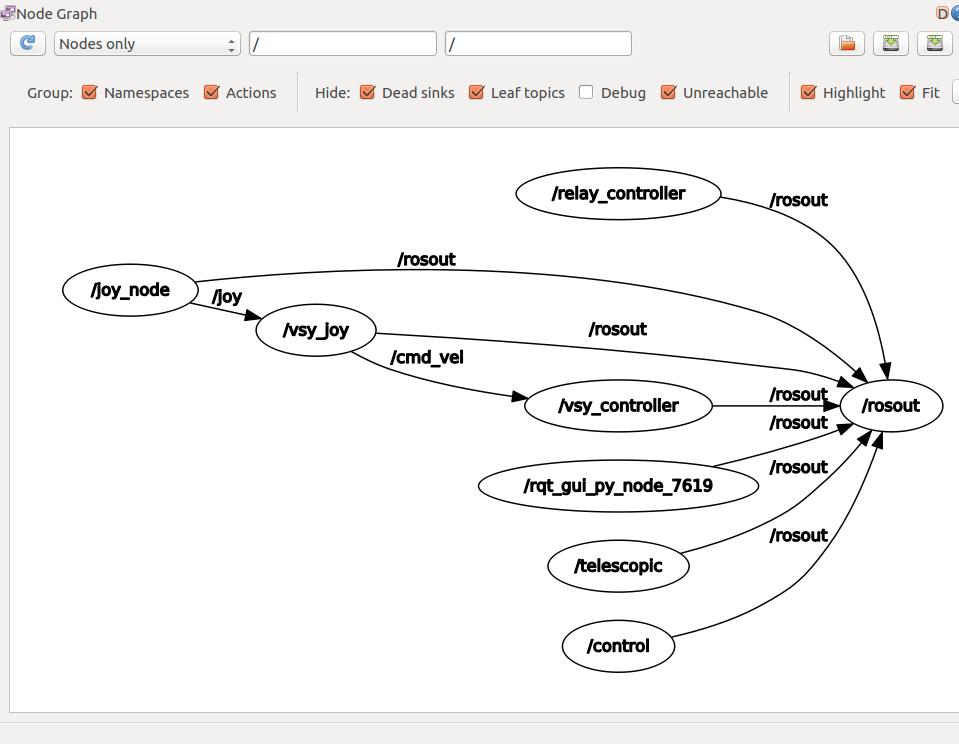 Node Graph
D
Nodes only
/
/
Group: Namespaces Actions Hide: Dead sinks Leaf topics Debug Unreachable Highlight Fit
/relay_controller
/rosout
/rosout
/joy_node
/joy
/vsy_joy
/rosout
/cmd_vel
/rosout
/vsy_controller
/rosout
/rosout
/rosout
/rqt_gui_py_node_7619
/rosout
/telescopic
/control